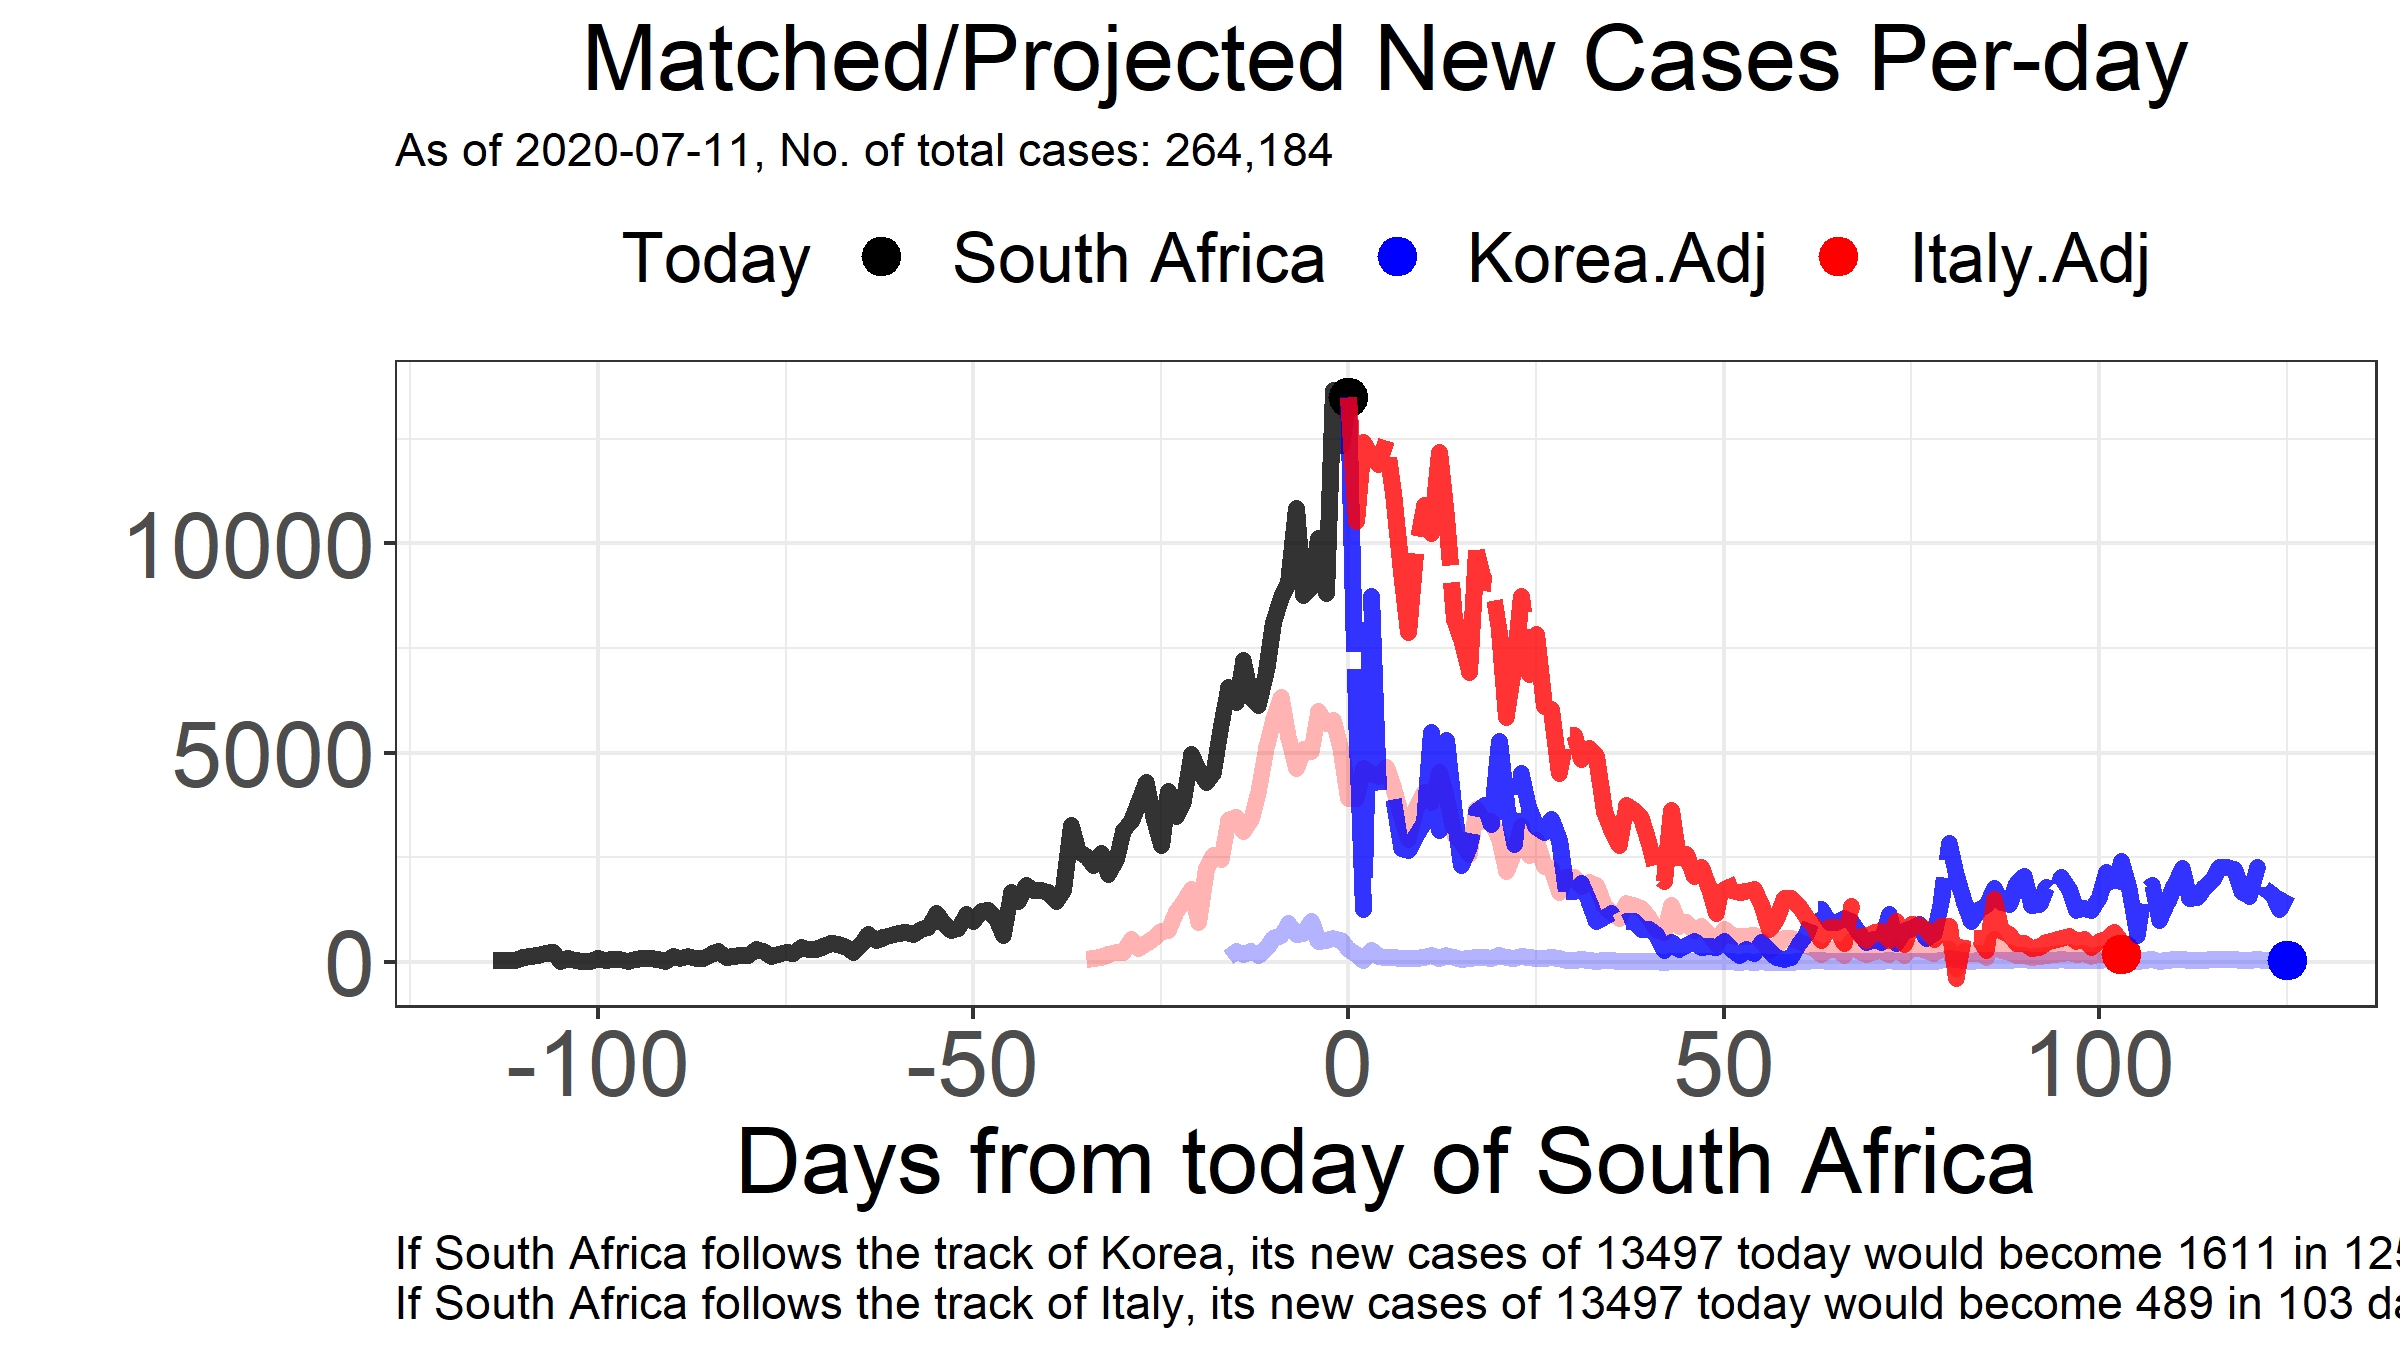 Matched/Projected New Cases Per-day
As of 2020-07-11, No. of total cases: 264,184
Today South Africa Korea.Adj Italy.Adj
10000
5000
0
-100 -50 0 50 100
Days from today of South Africa
If South Africa follows the track of Korea, its new cases of 13497 today would become 1611 in 125
If South Africa follows the track of Italy, its new cases of 13497 today would become 489 in 103